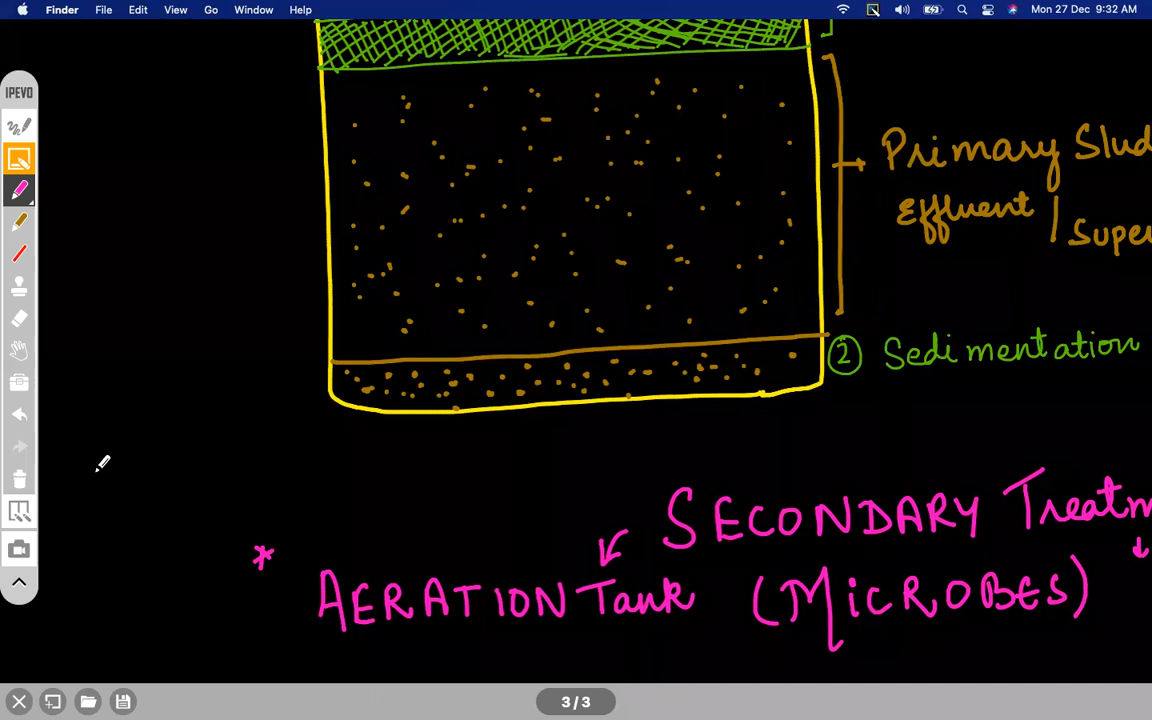 Finder File Edit View Go Window Help Mon 27 Dec 9:32 AM
IPEVO
Primary Slud
Effluent
Supe
② Sedimentation
SECONDARY Treatm
* AERATION Tank (MICROBES)
3/3